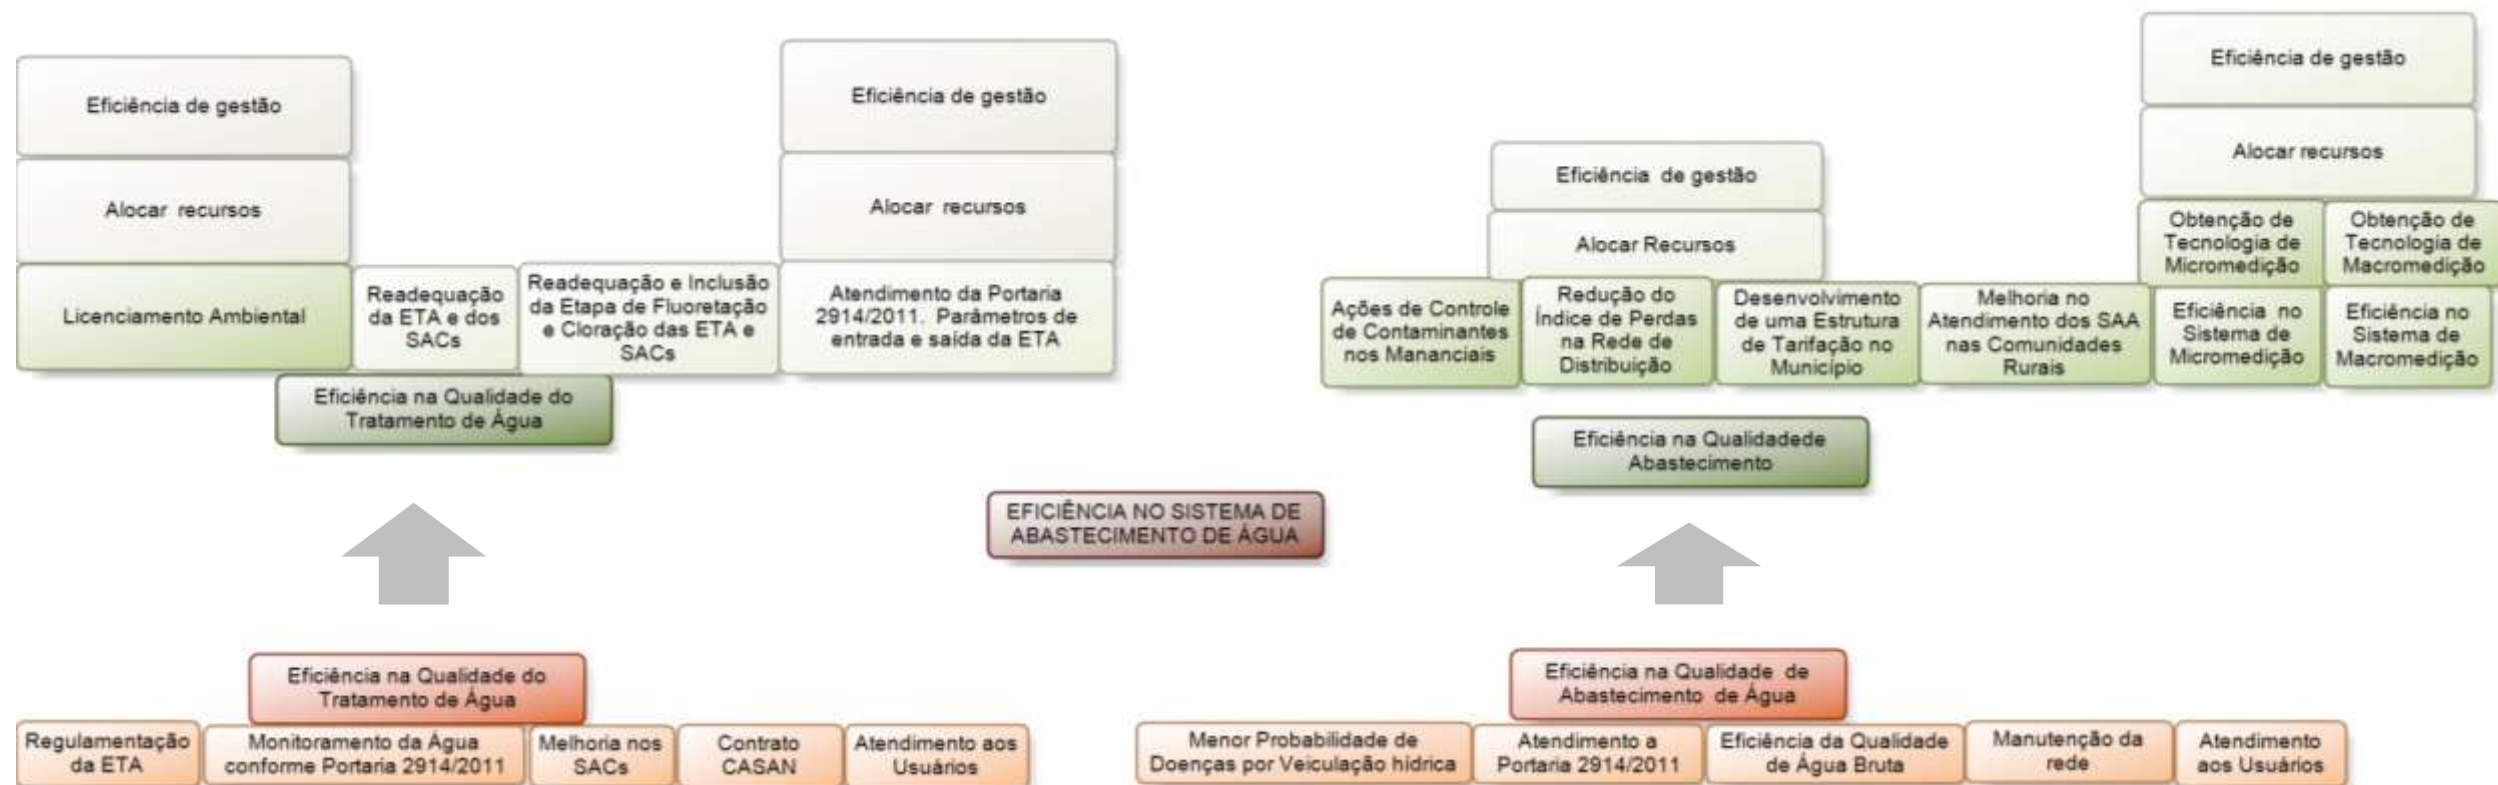 Eficiência de gestão
Alocar recursos
Licenciamento Ambiental
Readequação
da ETA e dos
SACs
Readequação e Inclusão
da Etapa de Fluoretação
e Cloração das ETA e
SACs
Eficiência de gestão
Alocar recursos
Atendimento da Portaria
2914/2011. Parâmetros de
entrada e saída da ETA
Eficiência na Qualidade do
Tratamento de Água
Eficiência de gestão
Alocar Recursos
Ações de Controle
de Contaminantes
nos Mananciais
Redução do
Índice de Perdas
na Rede de
Distribuição
Desenvolvimento
de uma Estrutura
de Tarifação no
Município
Melhoria no
Atendimento dos SAA
nas Comunidades
Rurais
Eficiência de gestão
Alocar recursos
Obtenção de
Tecnologia de
Micromedição
Obtenção de
Tecnologia de
Macromedição
Eficiência no
Sistema de
Micromedição
Eficiência no
Sistema de
Macromedição
Eficiência na Qualidadede
Abastecimento
EFICIÊNCIA NO SISTEMA DE
ABASTECIMENTO DE ÁGUA
Eficiência na Qualidade do
Tratamento de Água
Regulamentação
da ETA
Monitoramento da Água
conforme Portaria 2914/2011
Melhoria nos
SACs
Contrato
CASAN
Atendimento aos
Usuários
Eficiência na Qualidade de
Abastecimento de Água
Menor Probabilidade de
Doenças por Veiculação hídrica
Atendimento a
Portaria 2914/2011
Eficiência da Qualidade
de Água Bruta
Manutenção da
rede
Atendimento
aos Usuários